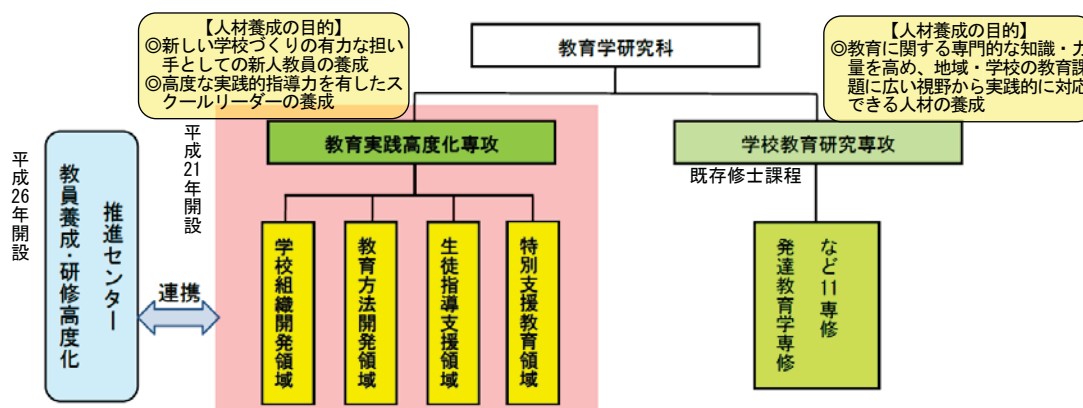 【人材養成の目的】
◎新しい学校づくりの有力な担い
手としての新人教員の養成
◎高度な実践的指導力を有したス
クールリーダーの養成
教育学研究科
【人材養成の目的】
◎教育に関する専門的な知識・力
量を高め、地域・学校の教育課
題に広い視野から実践的に対応
できる人材の養成
平成26年開設
教員養成・研修高度化
推進センター
連携
平成21年開設
教育実践高度化専攻
学校組織開発領域
教育方法開発領域
生徒指導支援領域
特別支援教育領域
学校教育研究専攻
既存修士課程
発達教育学専修
など11専修